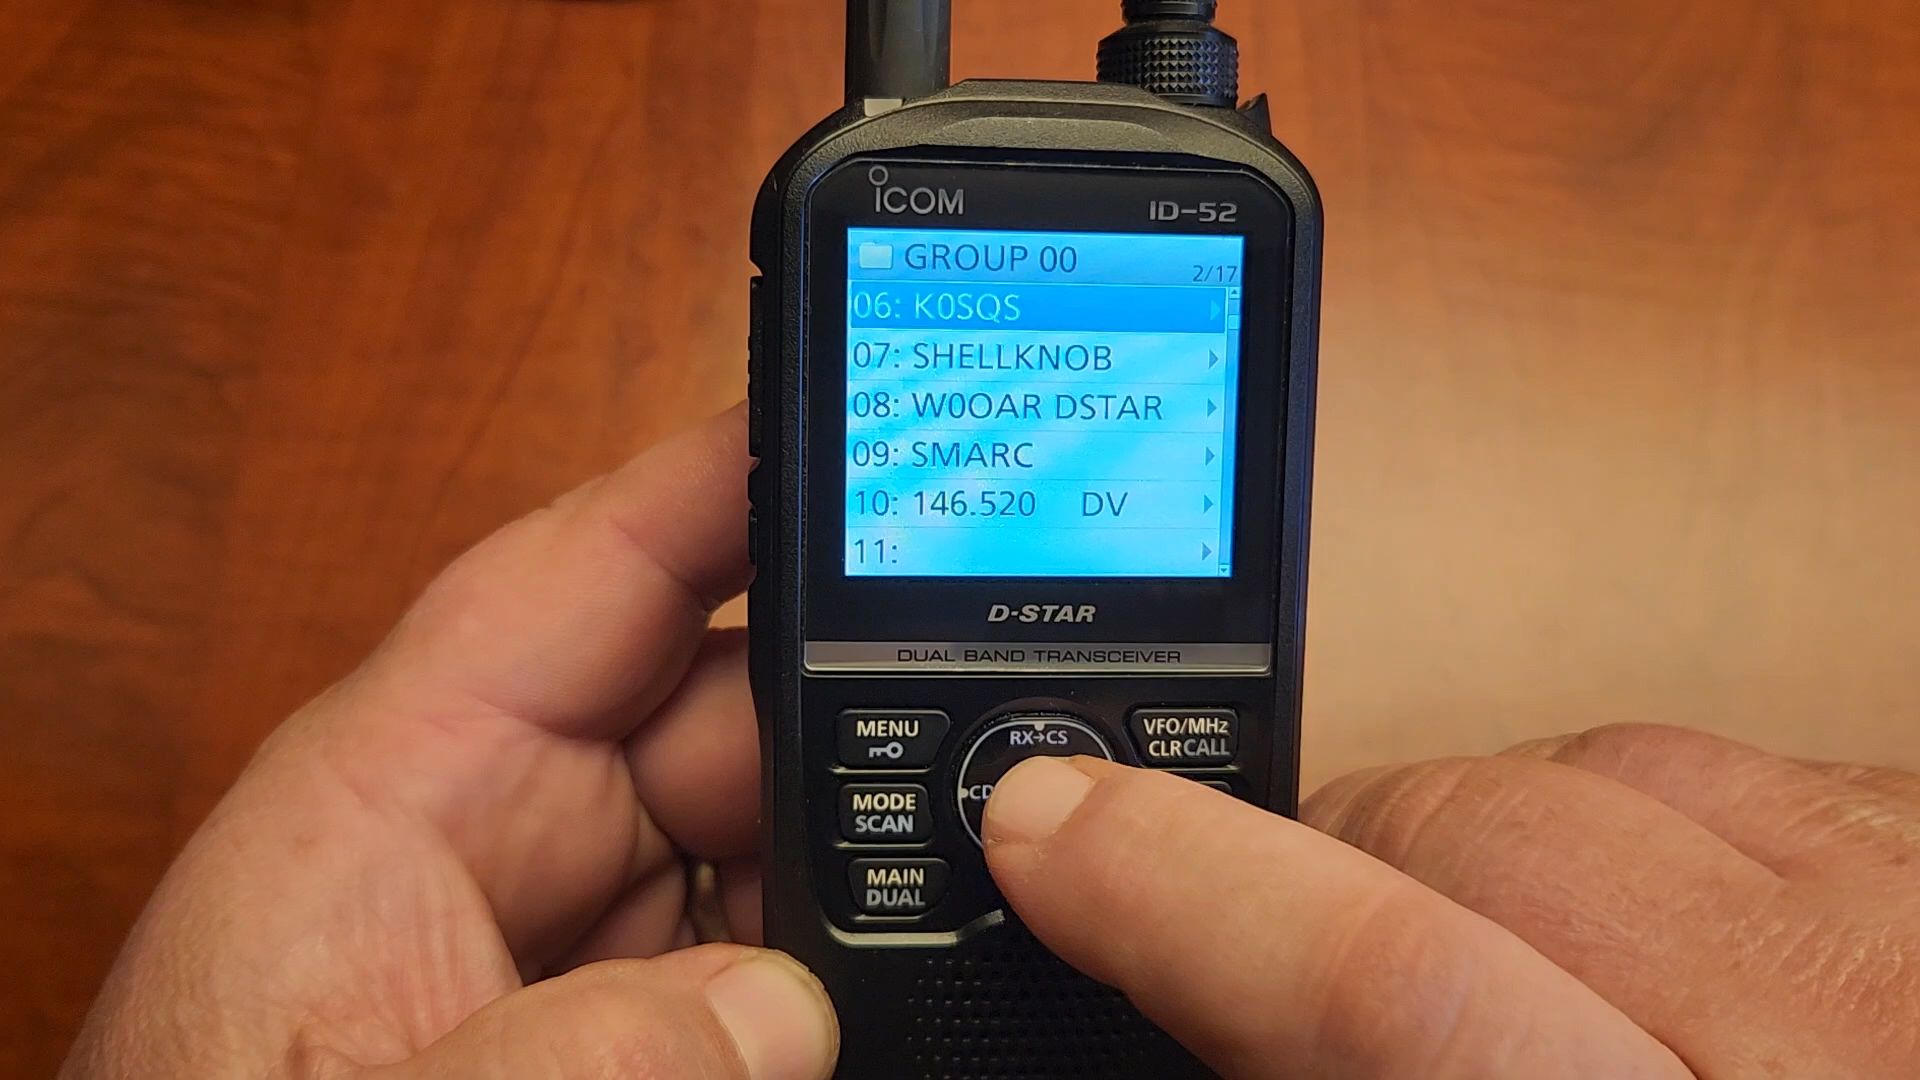 ICOM
ID-52
GROUP 00
2/17
06: K0SQS
07: SHELLKNOB
08: W0OAR DSTAR
09: SMARC
10: 146.520 DV
11:
D-STAR
DUAL BAND TRANSCEIVER
MENU
RX→CS
VFO/MHz
CLR CALL
CD
MODE
SCAN
MAIN
DUAL